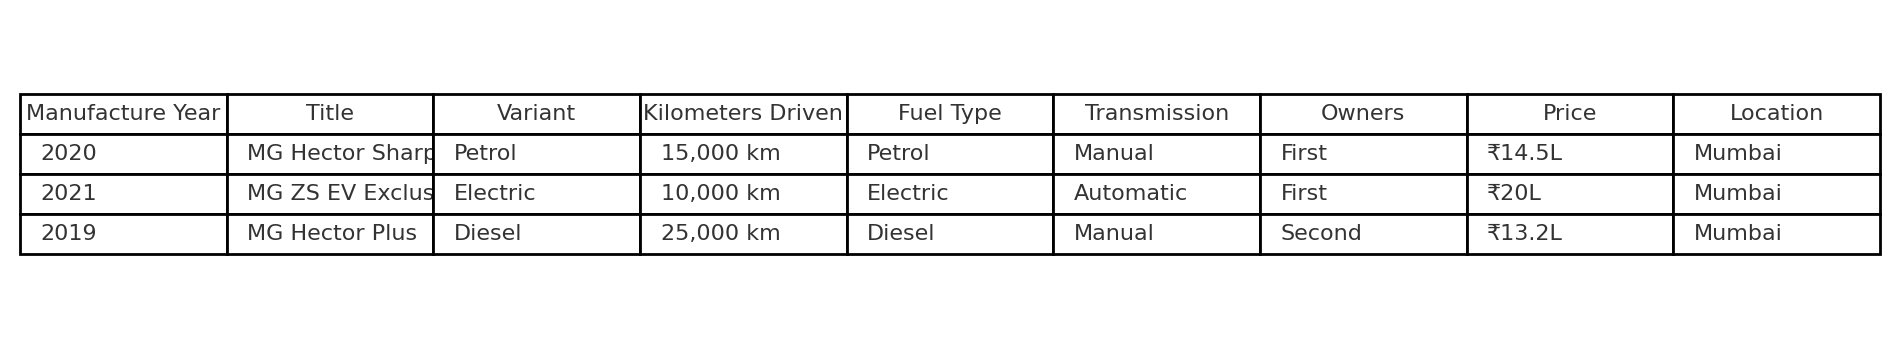 Manufacture Year Title Variant Kilometers Driven Fuel Type Transmission Owners Price Location
2020 MG Hector Sharp Petrol 15,000 km Petrol Manual First ₹14.5L Mumbai
2021 MG ZS EV Exclus Electric 10,000 km Electric Automatic First ₹20L Mumbai
2019 MG Hector Plus Diesel 25,000 km Diesel Manual Second ₹13.2L Mumbai